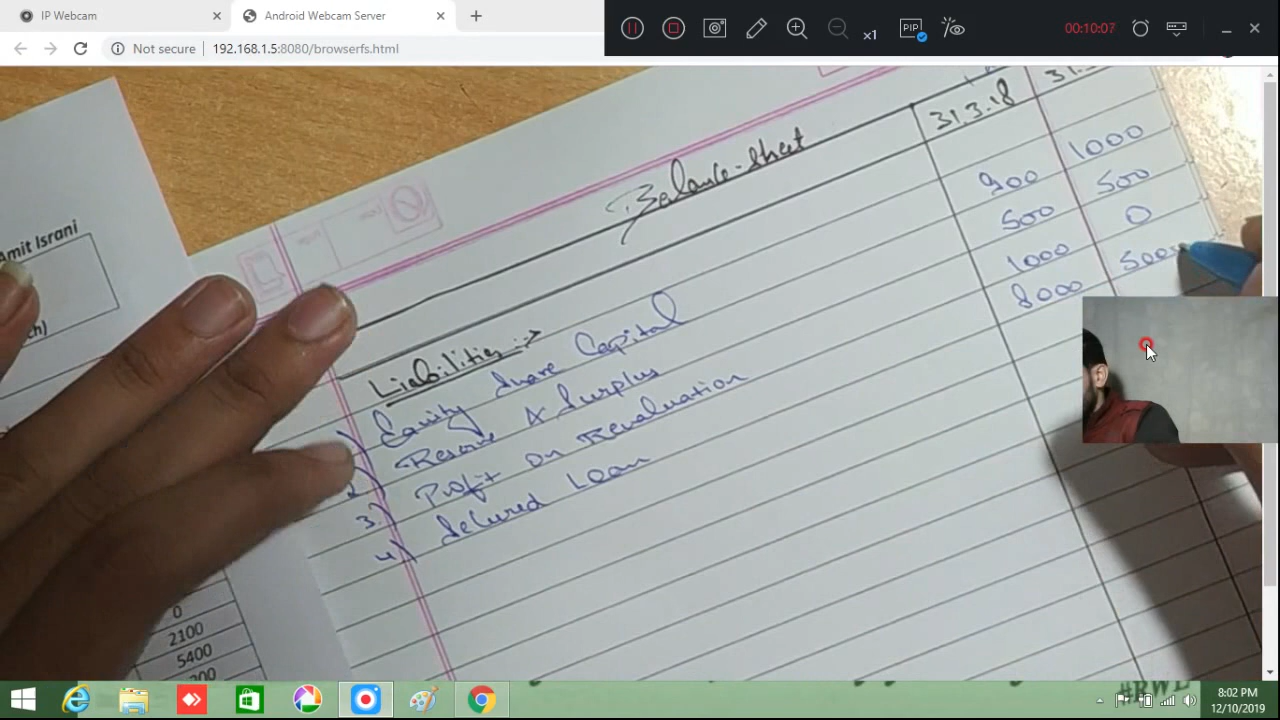 IP Webcam
Android Webcam Server
00:10:07
x1
PIP
Not secure 192.168.1.5:8080/browserfs.html
Amit Israni
Balance-Sheet
31.3.18
Liabilities :->
1) Equity Share Capital 900 1000
2) Reserve & Surplus 500 500
3) Profit on Revaluation 1000 0
4) Secured Loan 8000 5000
0
2100
5400
8:02 PM
12/10/2019